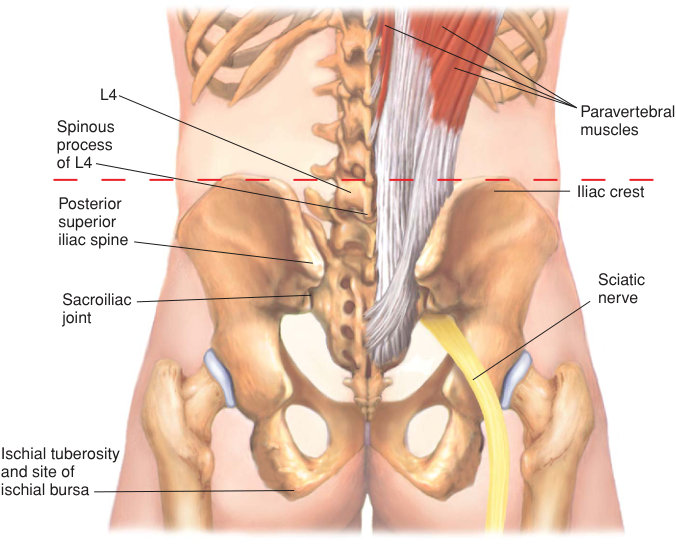 L4
Spinous
process
of L4
Posterior
superior
iliac spine
Sacroiliac
joint
Ischial tuberosity
and site of
ischial bursa
Paravertebral
muscles
Iliac crest
Sciatic
nerve